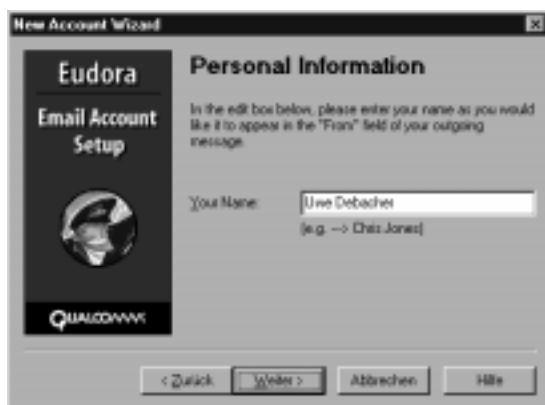 New Account Wizard
Eudora
Email Account
Setup
QUALCOMM
Personal Information
In the edit box below, please enter your name as you would
like it to appear in the "From" field of your outgoing
message.
Your Name:
Uwe Debacher
(e.g. --> Chris Jones)
< Zurück
Weiter >
Abbrechen
Hilfe